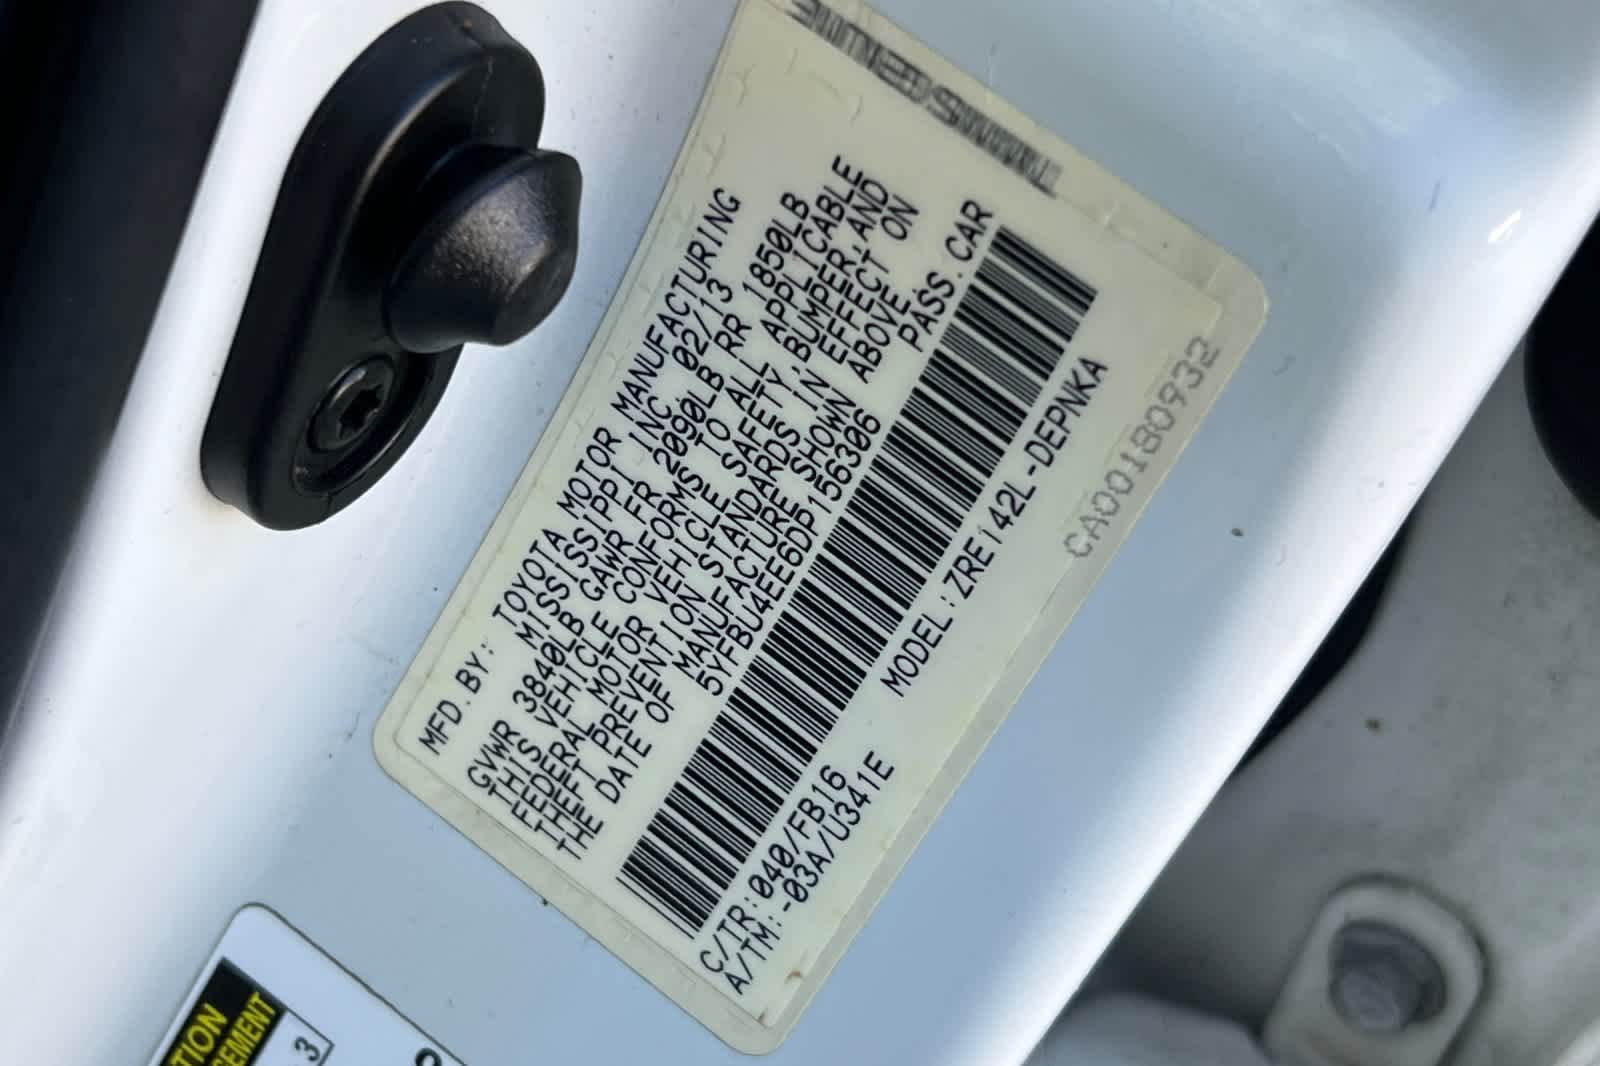 MFD.BY: TOYOTA MOTOR MANUFACTURING
MISSISSIPPI INC 02/13
GVWR 3840LB GAWR FR 2090LB RR 1850LB
THIS VEHICLE CONFORMS TO ALL APPLICABLE
FEDERAL MOTOR VEHICLE SAFETY,BUMPER,AND
THEFT PREVENTION STANDARDS IN EFFECT ON
THE DATE OF MANUFACTURE SHOWN ABOVE.
5YFBU4EE6DP156306 PASS.CAR
MODEL:ZRE142L-DEPNKA
C/TR:040/FB16
A/TM:-03A/U341E
CA00180932
3